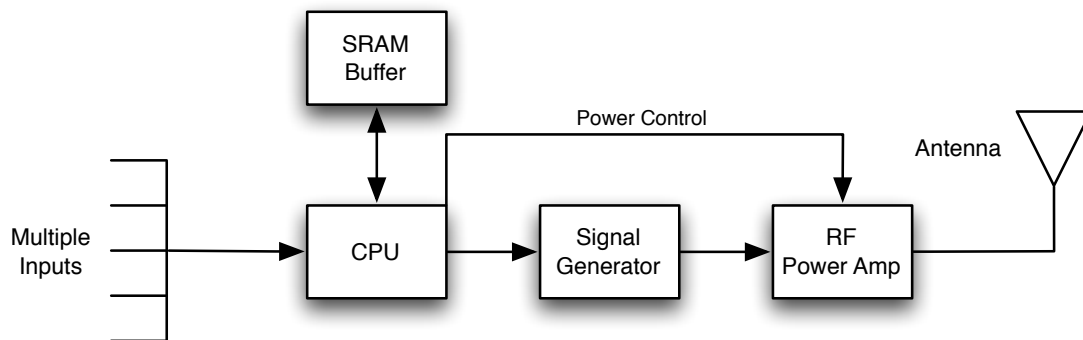 SRAM
Buffer
Power Control
Antenna
Multiple
Inputs
CPU
Signal
Generator
RF
Power Amp